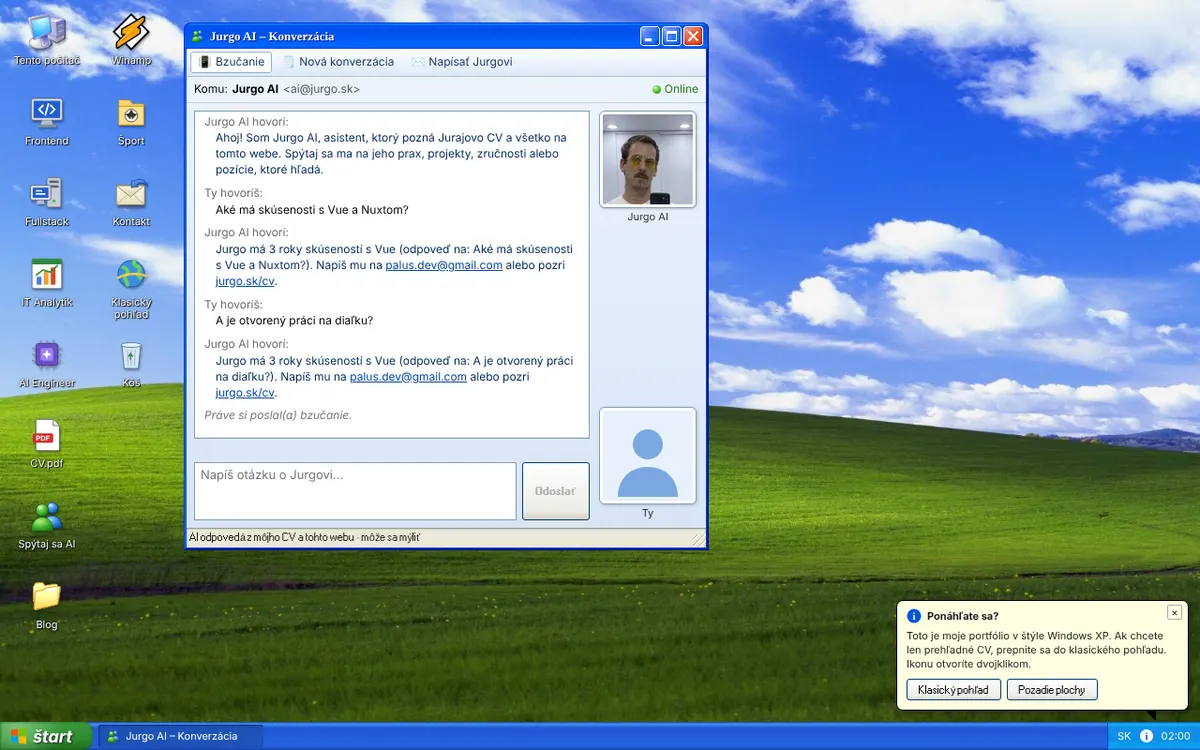 Tento počítač
Winamp
Frontend
Šport
Fullstack
Kontakt
IT Analytik
Klasický
pohľad
AI Engineer
Kôš
PDF
CV.pdf
Spýtaj sa AI
Blog
Jurgo AI – Konverzácia
Bzučanie
Nová konverzácia
Napísať Jurgovi
Komu: Jurgo AI <ai@jurgo.sk>
Online
Jurgo AI hovorí:
Ahoj! Som Jurgo AI, asistent, ktorý pozná Jurajovo CV a všetko na
tomto webe. Spýtaj sa ma na jeho prax, projekty, zručnosti alebo
pozície, ktoré hľadá.
Ty hovoríš:
Aké má skúsenosti s Vue a Nuxtom?
Jurgo AI hovorí:
Jurgo má 3 roky skúseností s Vue (odpoveď na: Aké má skúsenosti
s Vue a Nuxtom?). Napíš mu na palus.dev@gmail.com alebo pozri
jurgo.sk/cv.
Ty hovoríš:
A je otvorený práci na diaľku?
Jurgo AI hovorí:
Jurgo má 3 roky skúseností s Vue (odpoveď na: A je otvorený práci
na diaľku?). Napíš mu na palus.dev@gmail.com alebo pozri
jurgo.sk/cv.
Práve si poslal(a) bzučanie.
Jurgo AI
Napíš otázku o Jurgovi...
Odoslať
Ty
AI odpovedá z môjho CV a tohto webu - môže sa mýliť
Ponáhľate sa?
Toto je moje portfólio v štýle Windows XP. Ak chcete
len prehľadné CV, prepnite sa do klasického pohľadu.
Ikonu otvoríte dvojklikom.
Klasický pohľad
Pozadie plochy
štart
Jurgo AI – Konverzácia
SK
02:00